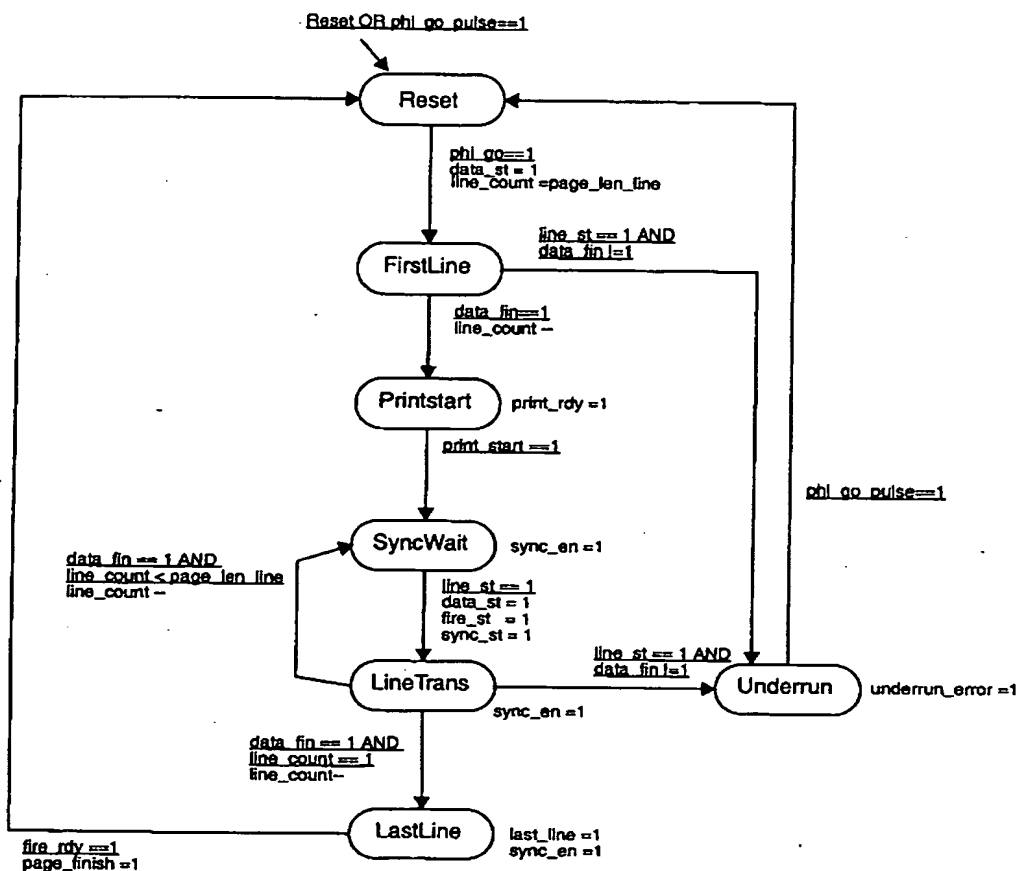 Reset OR phi_go_pulse==1
Reset
phi_go==1
data_st = 1
line_count =page_len_line
line_st == 1 AND
data_fin !=1
FirstLine
data_fin==1
line_count --
Printstart
print_rdy =1
print_start ==1
phi_go_pulse==1
SyncWait
sync_en =1
data_fin == 1 AND
line_count < page_len_line
line_count --
line_st == 1
data_st = 1
fire_st = 1
sync_st = 1
line_st == 1 AND
data_fin !=1
LineTrans
sync_en =1
Underrun
underrun_error =1
data_fin == 1 AND
line_count == 1
line_count--
LastLine
last_line =1
sync_en =1
fire_rdy ==1
page_finish =1